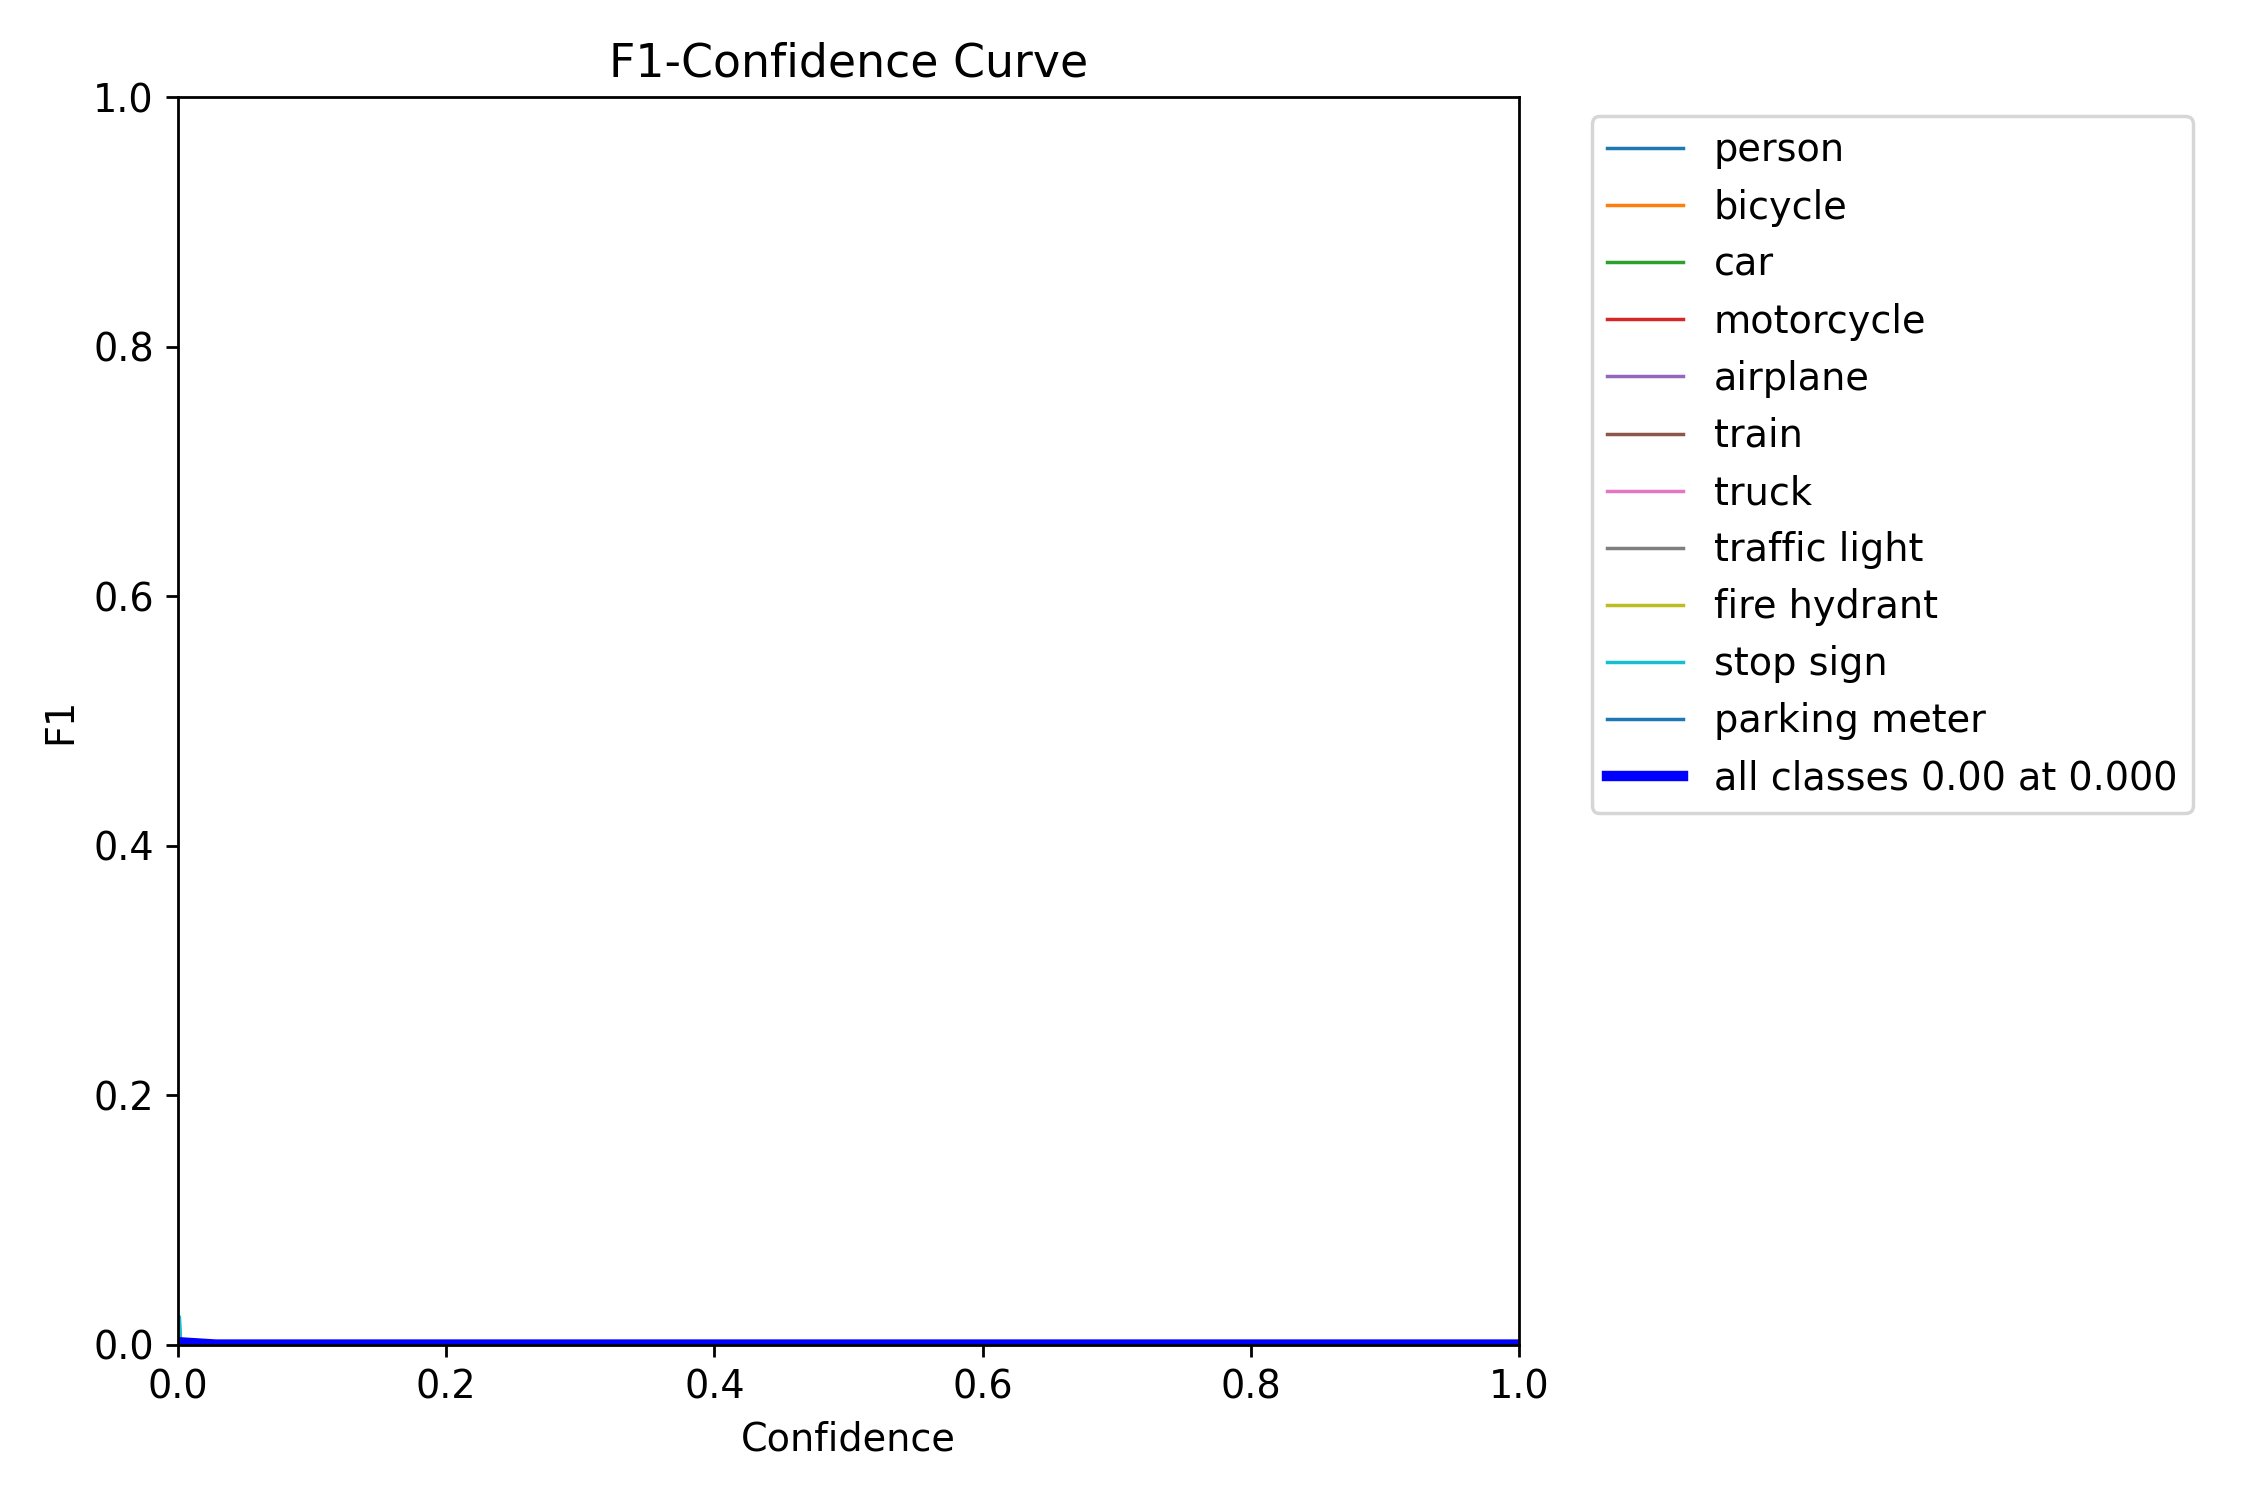 F1-Confidence Curve
1.0
0.8
0.6
0.4
0.2
0.0
F1
0.0 0.2 0.4 0.6 0.8 1.0
Confidence
person
bicycle
car
motorcycle
airplane
train
truck
traffic light
fire hydrant
stop sign
parking meter
all classes 0.00 at 0.000